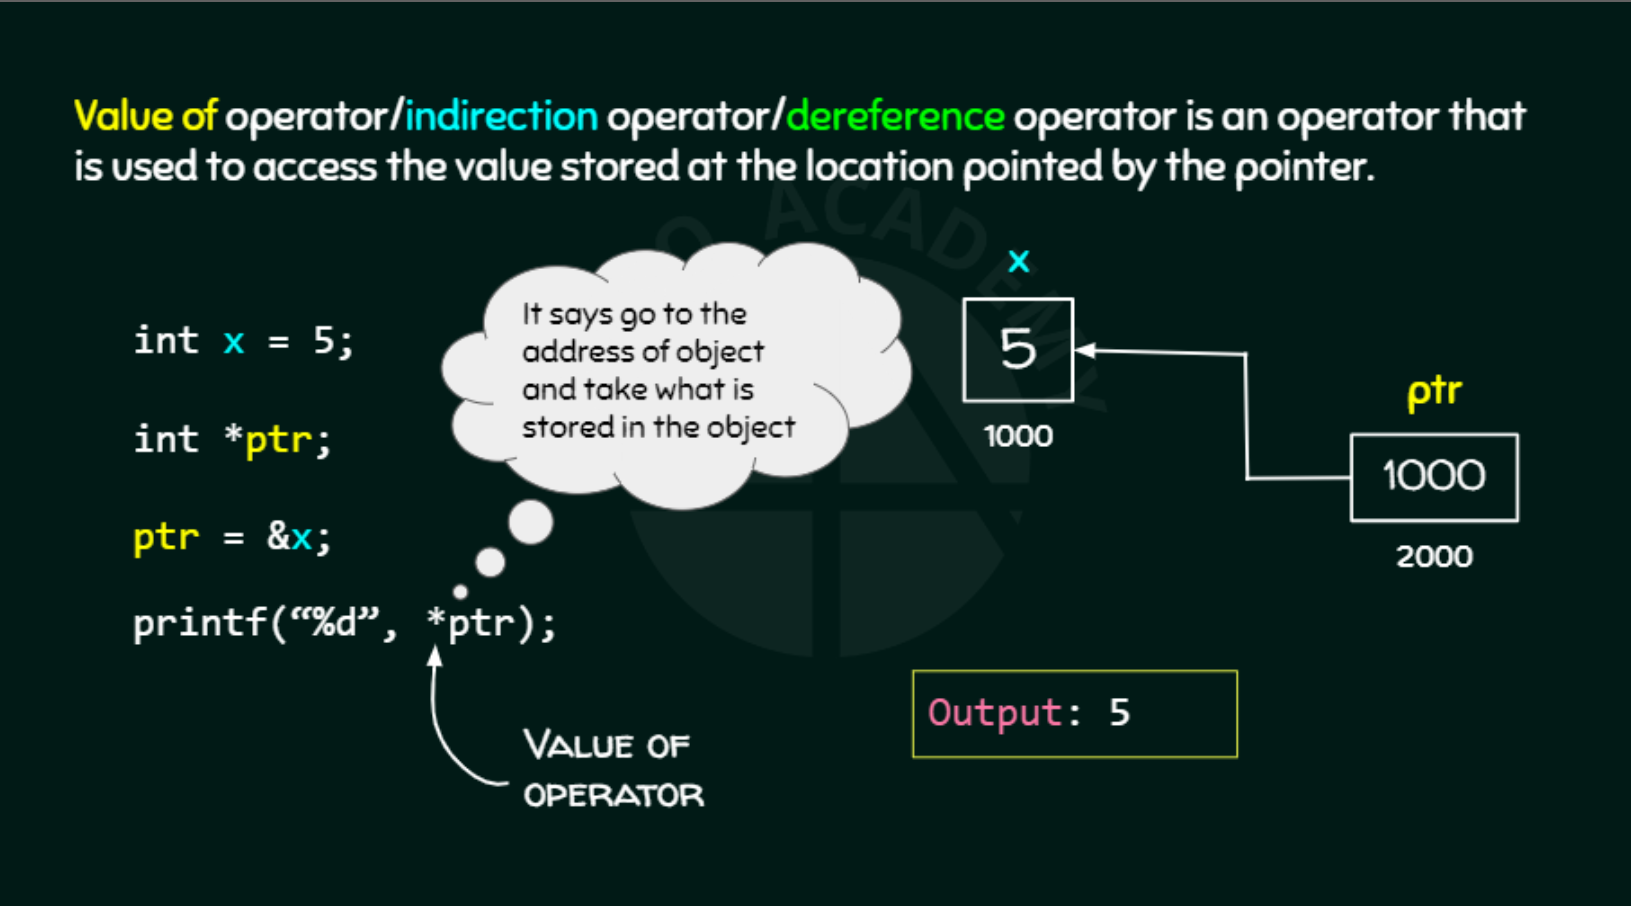 Value of operator/indirection operator/dereference operator is an operator that
is used to access the value stored at the location pointed by the pointer.
int x = 5;
int *ptr;
ptr = &x;
printf(“%d”, *ptr);
It says go to the
address of object
and take what is
stored in the object
VALUE OF
OPERATOR
x
5
1000
ptr
1000
2000
Output: 5
ACADEMY